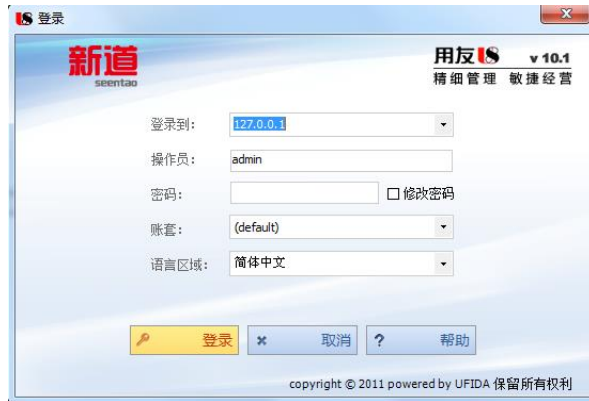 U8 登录
新道
seentao
用友U8 v 10.1
精细管理 敏捷经营
登录到: 127.0.0.1
操作员: admin
密码: 修改密码
账套: (default)
语言区域: 简体中文
登录 取消 ? 帮助
copyright © 2011 powered by UFIDA 保留所有权利